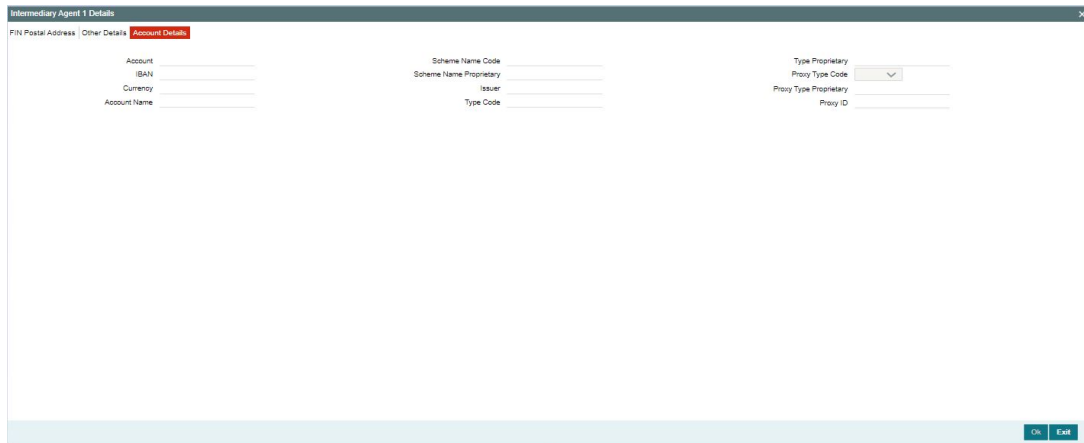 Intermediary Agent 1 Details
FIN Postal Address Other Details Account Details
Account
IBAN
Currency
Account Name
Scheme Name Code
Scheme Name Proprietary
Issuer
Type Code
Type Proprietary
Proxy Type Code
Proxy Type Proprietary
Proxy ID
Ok Exit